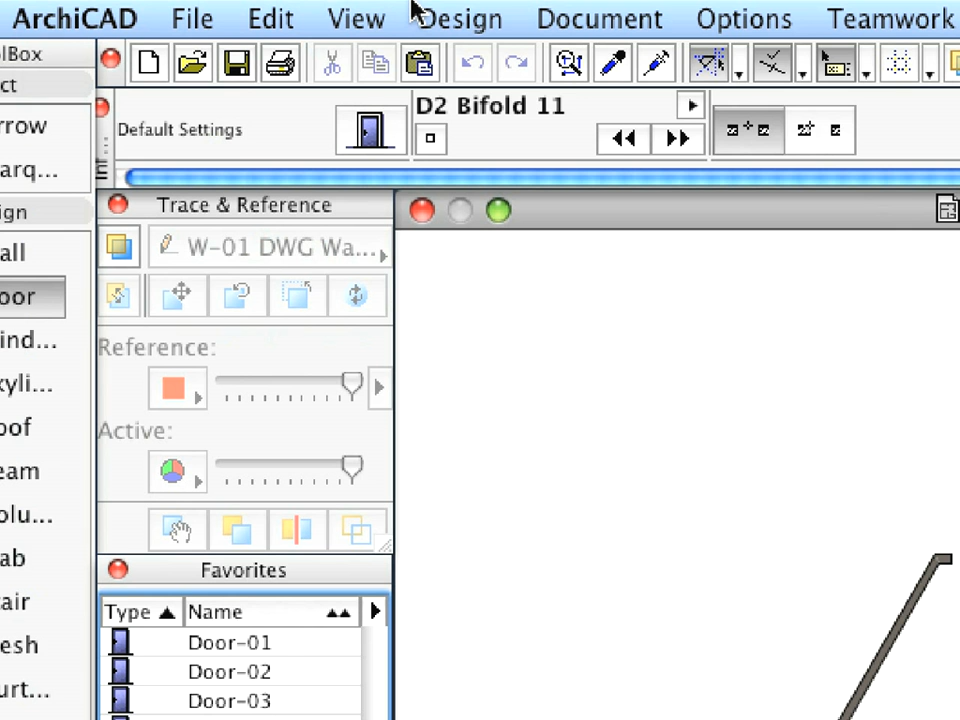 ArchiCAD File Edit View Design Document Options Teamwork
lBox
ct
rrow
arq...
ign
all
oor
ind...
kyli...
oof
eam
olu...
ab
air
esh
urt...
Default Settings
D2 Bifold 11
Trace & Reference
W-01 DWG Wa...
Reference:
Active:
Favorites
Type Name
Door-01
Door-02
Door-03